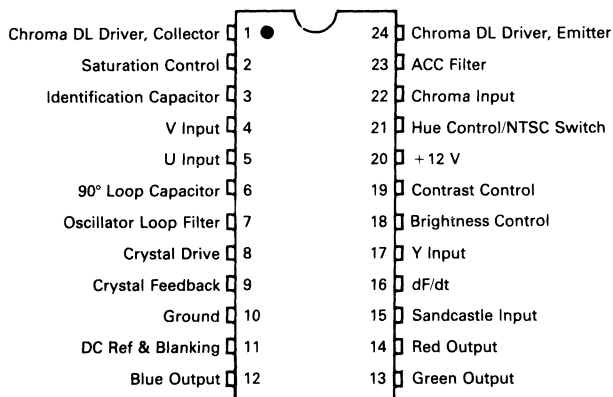 Chroma DL Driver, Collector 1 24 Chroma DL Driver, Emitter
Saturation Control 2 23 ACC Filter
Identification Capacitor 3 22 Chroma Input
V Input 4 21 Hue Control/NTSC Switch
U Input 5 20 +12 V
90° Loop Capacitor 6 19 Contrast Control
Oscillator Loop Filter 7 18 Brightness Control
Crystal Drive 8 17 Y Input
Crystal Feedback 9 16 dF/dt
Ground 10 15 Sandcastle Input
DC Ref & Blanking 11 14 Red Output
Blue Output 12 13 Green Output